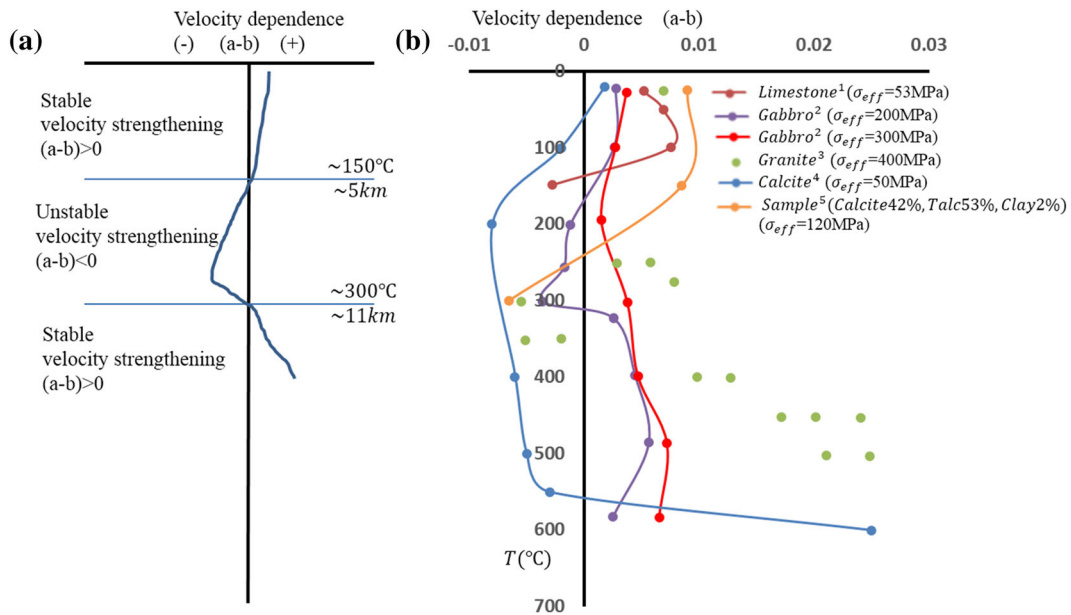 (a)
Velocity dependence
(-) (a-b) (+)
Stable
velocity strengthening
(a-b)>0
~150℃
~5km
Unstable
velocity strengthening
(a-b)<0
~300℃
~11km
Stable
velocity strengthening
(a-b)>0
(b)
Velocity dependence (a-b)
-0.01 0 0.01 0.02 0.03
0
100
200
300
400
500
600
700
T(℃)
Limestone¹(σeff=53MPa)
Gabbro² (σeff=200MPa)
Gabbro² (σeff=300MPa)
Granite³ (σeff=400MPa)
Calcite⁴ (σeff=50MPa)
Sample⁵(Calcite42%,Talc53%,Clay2%)
(σeff=120MPa)